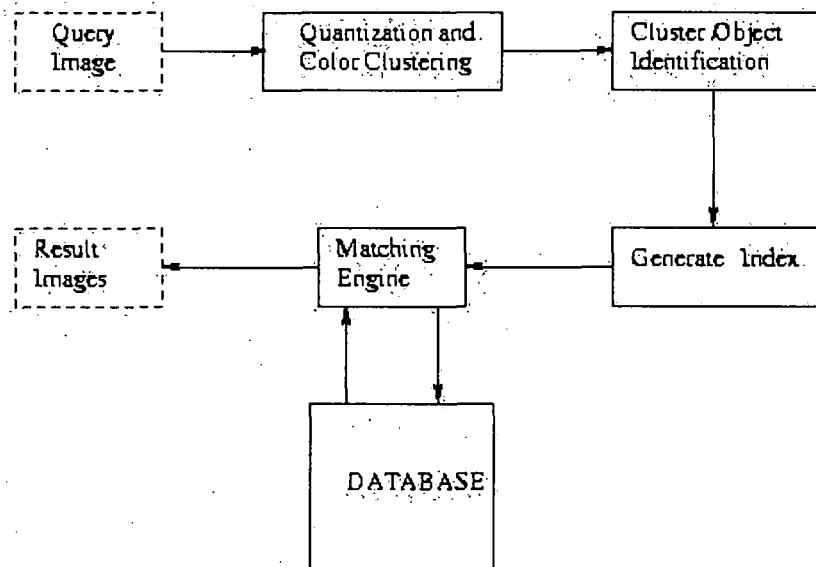 Query
Image
Quantization and
Color Clustering
Cluster/Object
Identification
Result
Images
Matching
Engine
Generate Index
DATABASE